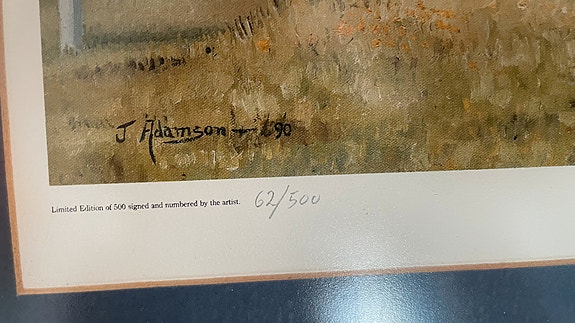 J Adamson 90
Limited Edition of 500 signed and numbered by the artist. 62/500